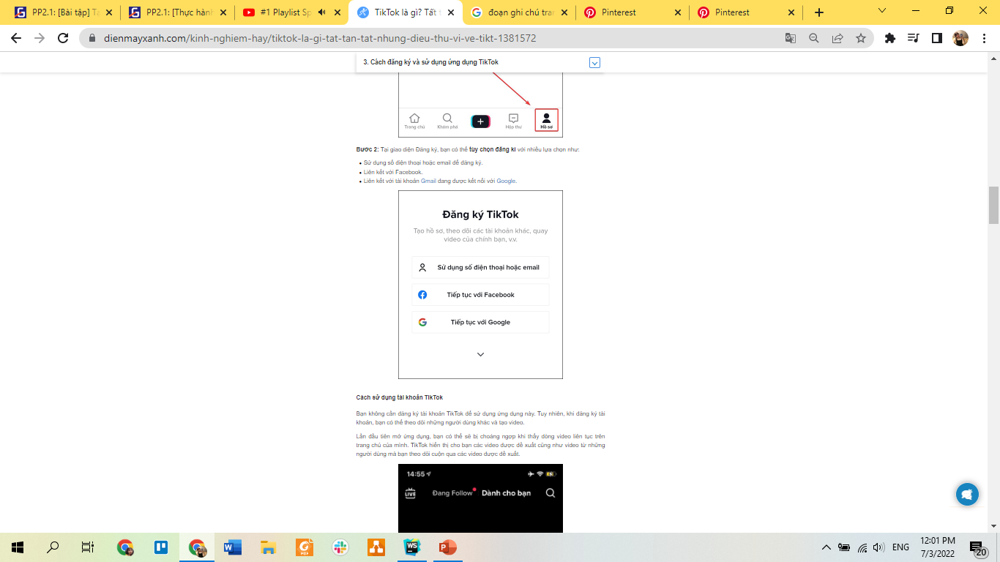 PP2.1: [Bài tập] Tạ
PP2.1: [Thực hành
#1 Playlist Sp
TikTok là gì? Tất t
đoạn ghi chú trar
Pinterest
Pinterest
dienmayxanh.com/kinh-nghiem-hay/tiktok-la-gi-tat-tan-tat-nhung-dieu-thu-vi-ve-tikt-1381572
3. Cách đăng ký và sử dụng ứng dụng TikTok
Trang chủ
Khám phá
Hộp thư
Hồ sơ
Bước 2: Tại giao diện Đăng ký, bạn có thể tùy chọn đăng kí với nhiều lựa chọn như:
Sử dụng số điện thoại hoặc email để đăng ký.
Liên kết với Facebook.
Liên kết với tài khoản Gmail đang được kết nối với Google.
Đăng ký TikTok
Tạo hồ sơ, theo dõi các tài khoản khác, quay
video của chính bạn, v.v.
Sử dụng số điện thoại hoặc email
Tiếp tục với Facebook
Tiếp tục với Google
Cách sử dụng tài khoản TikTok
Bạn không cần đăng ký tài khoản TikTok để sử dụng ứng dụng này. Tuy nhiên, khi đăng ký tài
khoản, bạn có thể theo dõi những người dùng khác và tạo video.
Lần đầu tiên mở ứng dụng, bạn có thể sẽ bị choáng ngợp khi thấy dòng video liên tục trên
trang chủ của mình. TikTok hiển thị cho bạn các video được đề xuất cũng như video từ những
người dùng mà bạn theo dõi cuộn qua các video được đề xuất.
14:55
LIVE
Đang Follow
Dành cho bạn
ENG
12:01 PM
7/3/2022
20